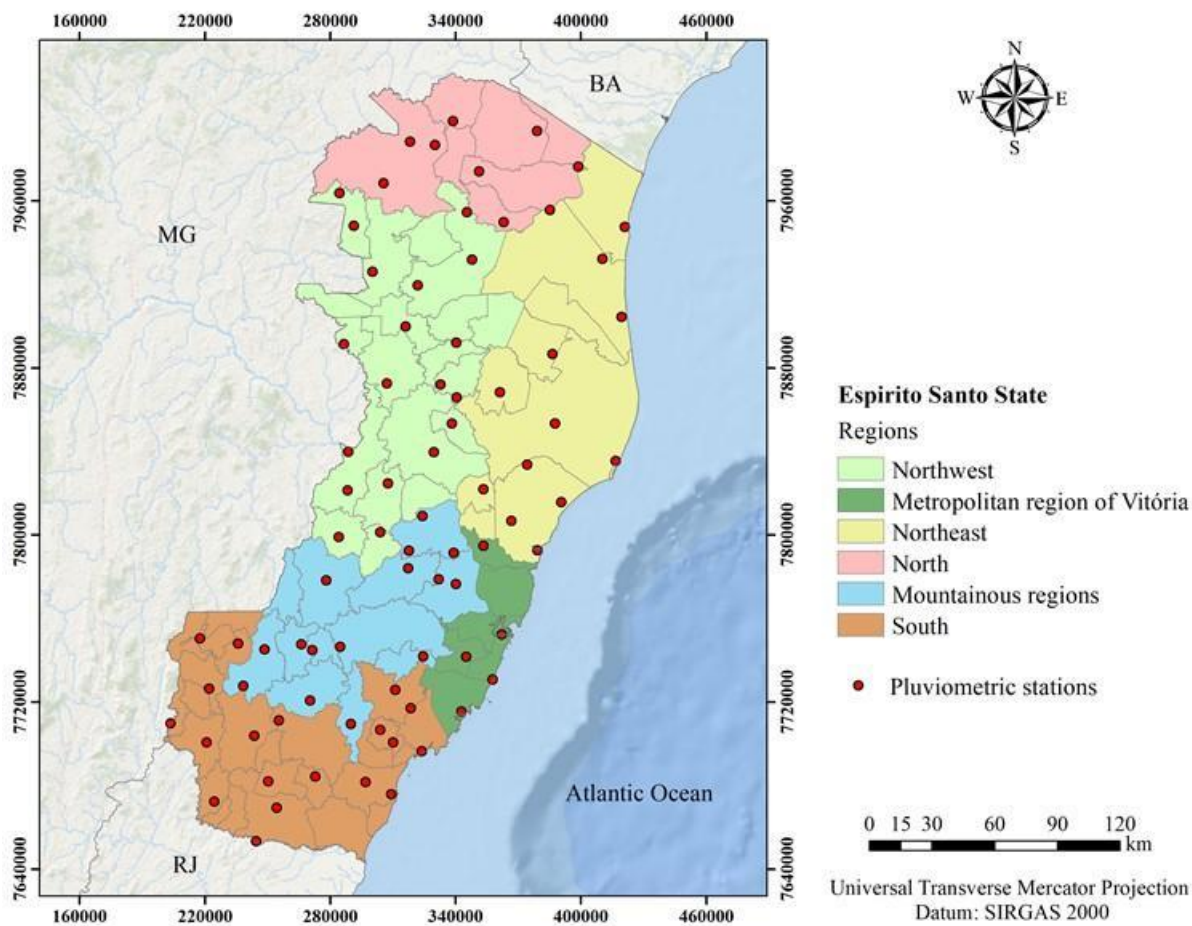 160000 220000 280000 340000 400000 460000
N
W E
S
BA
MG
7960000 7960000
7880000 7880000
7800000 7800000
7720000 7720000
7640000 7640000
Espirito Santo State
Regions
Northwest
Metropolitan region of Vitória
Northeast
North
Mountainous regions
South
Pluviometric stations
Atlantic Ocean
RJ
0 15 30 60 90 120
km
Universal Transverse Mercator Projection
Datum: SIRGAS 2000
160000 220000 280000 340000 400000 460000